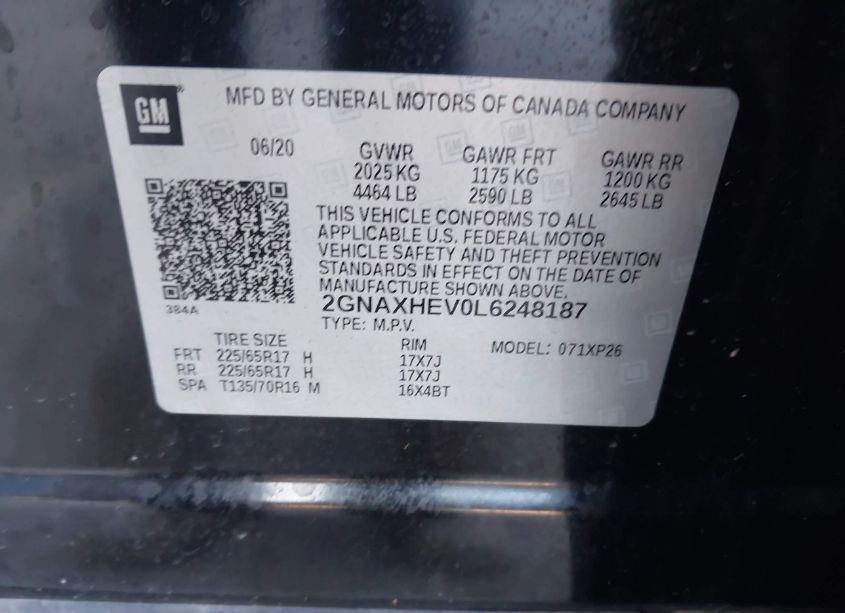 GM
MFD BY GENERAL MOTORS OF CANADA COMPANY
06/20
GVWR GAWR FRT GAWR RR
2025 KG 1175 KG 1200 KG
4464 LB 2590 LB 2645 LB
THIS VEHICLE CONFORMS TO ALL
APPLICABLE U.S. FEDERAL MOTOR
VEHICLE SAFETY AND THEFT PREVENTION
STANDARDS IN EFFECT ON THE DATE OF
MANUFACTURE SHOWN ABOVE.
384A
2GNAXHEV0L6248187
TYPE: M.P.V.
TIRE SIZE RIM MODEL: 071XP26
FRT 225/65R17 H 17X7J
RR 225/65R17 H 17X7J
SPA T135/70R16 M 16X4BT